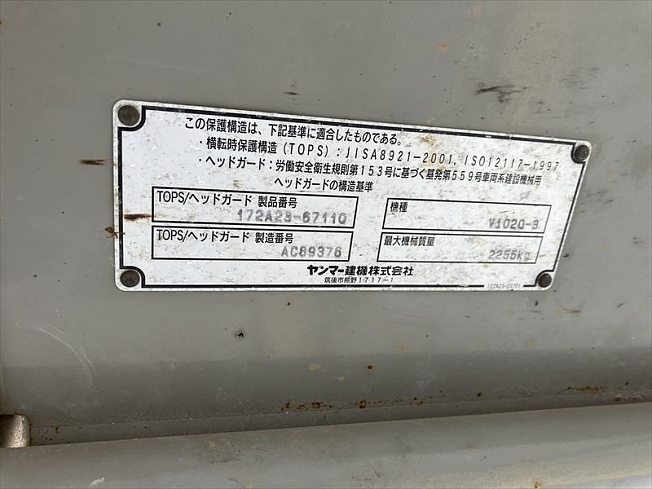 この保護構造は、下記基準に適合したものである。
・横転時保護構造(TOPS):JISA8921-2001, ISO12117-1997
・ヘッドガード:労働安全衛生規則第153号に基づく基発第559号車両系建設機械用
ヘッドガードの構造基準
TOPS/ヘッドガード 製品番号
172A23-67110
TOPS/ヘッドガード 製造番号
AC89376
機種
ViO20-3
最大機械質量
2255kg
ヤンマー建機株式会社
筑後市熊野1717-1